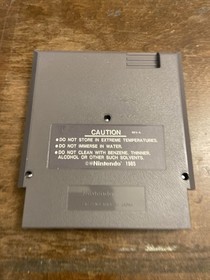 CAUTION
● DO NOT STORE IN EXTREME TEMPERATURES.
● DO NOT IMMERSE IN WATER.
● DO NOT CLEAN WITH BENZENE, THINNER,
ALCOHOL OR OTHER SUCH SOLVENTS.
Nintendo 1985